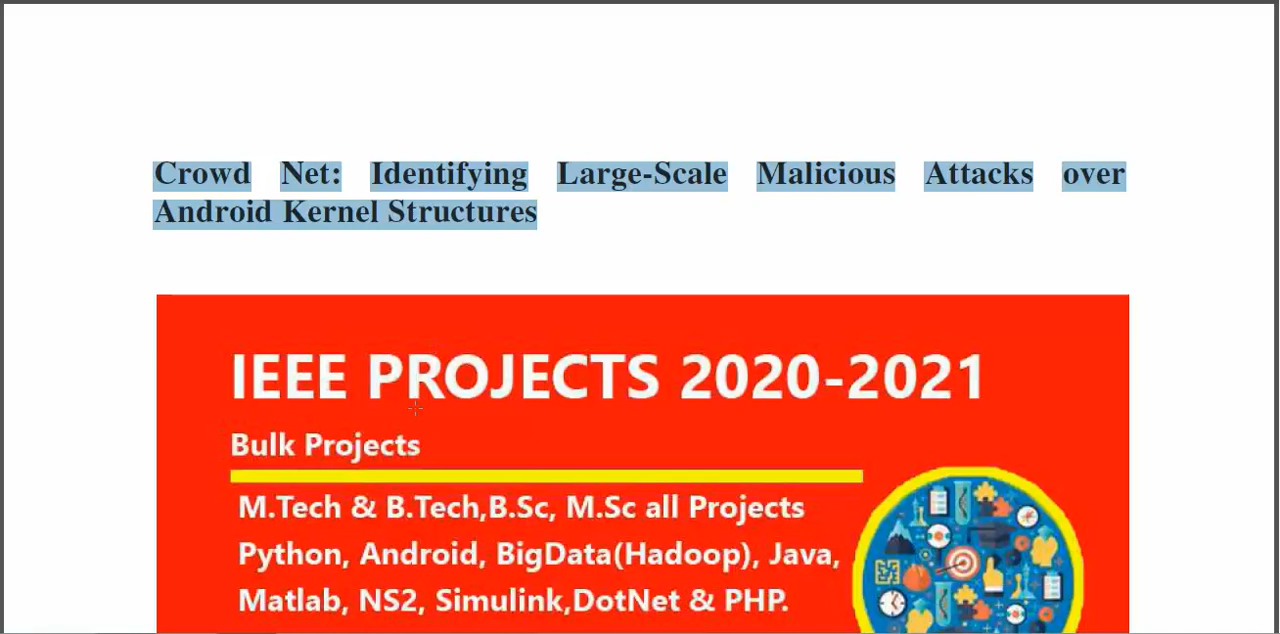 Crowd Net: Identifying Large-Scale Malicious Attacks over
Android Kernel Structures
IEEE PROJECTS 2020-2021
Bulk Projects
M.Tech & B.Tech,B.Sc, M.Sc all Projects
Python, Android, BigData(Hadoop), Java,
Matlab, NS2, Simulink,DotNet & PHP.